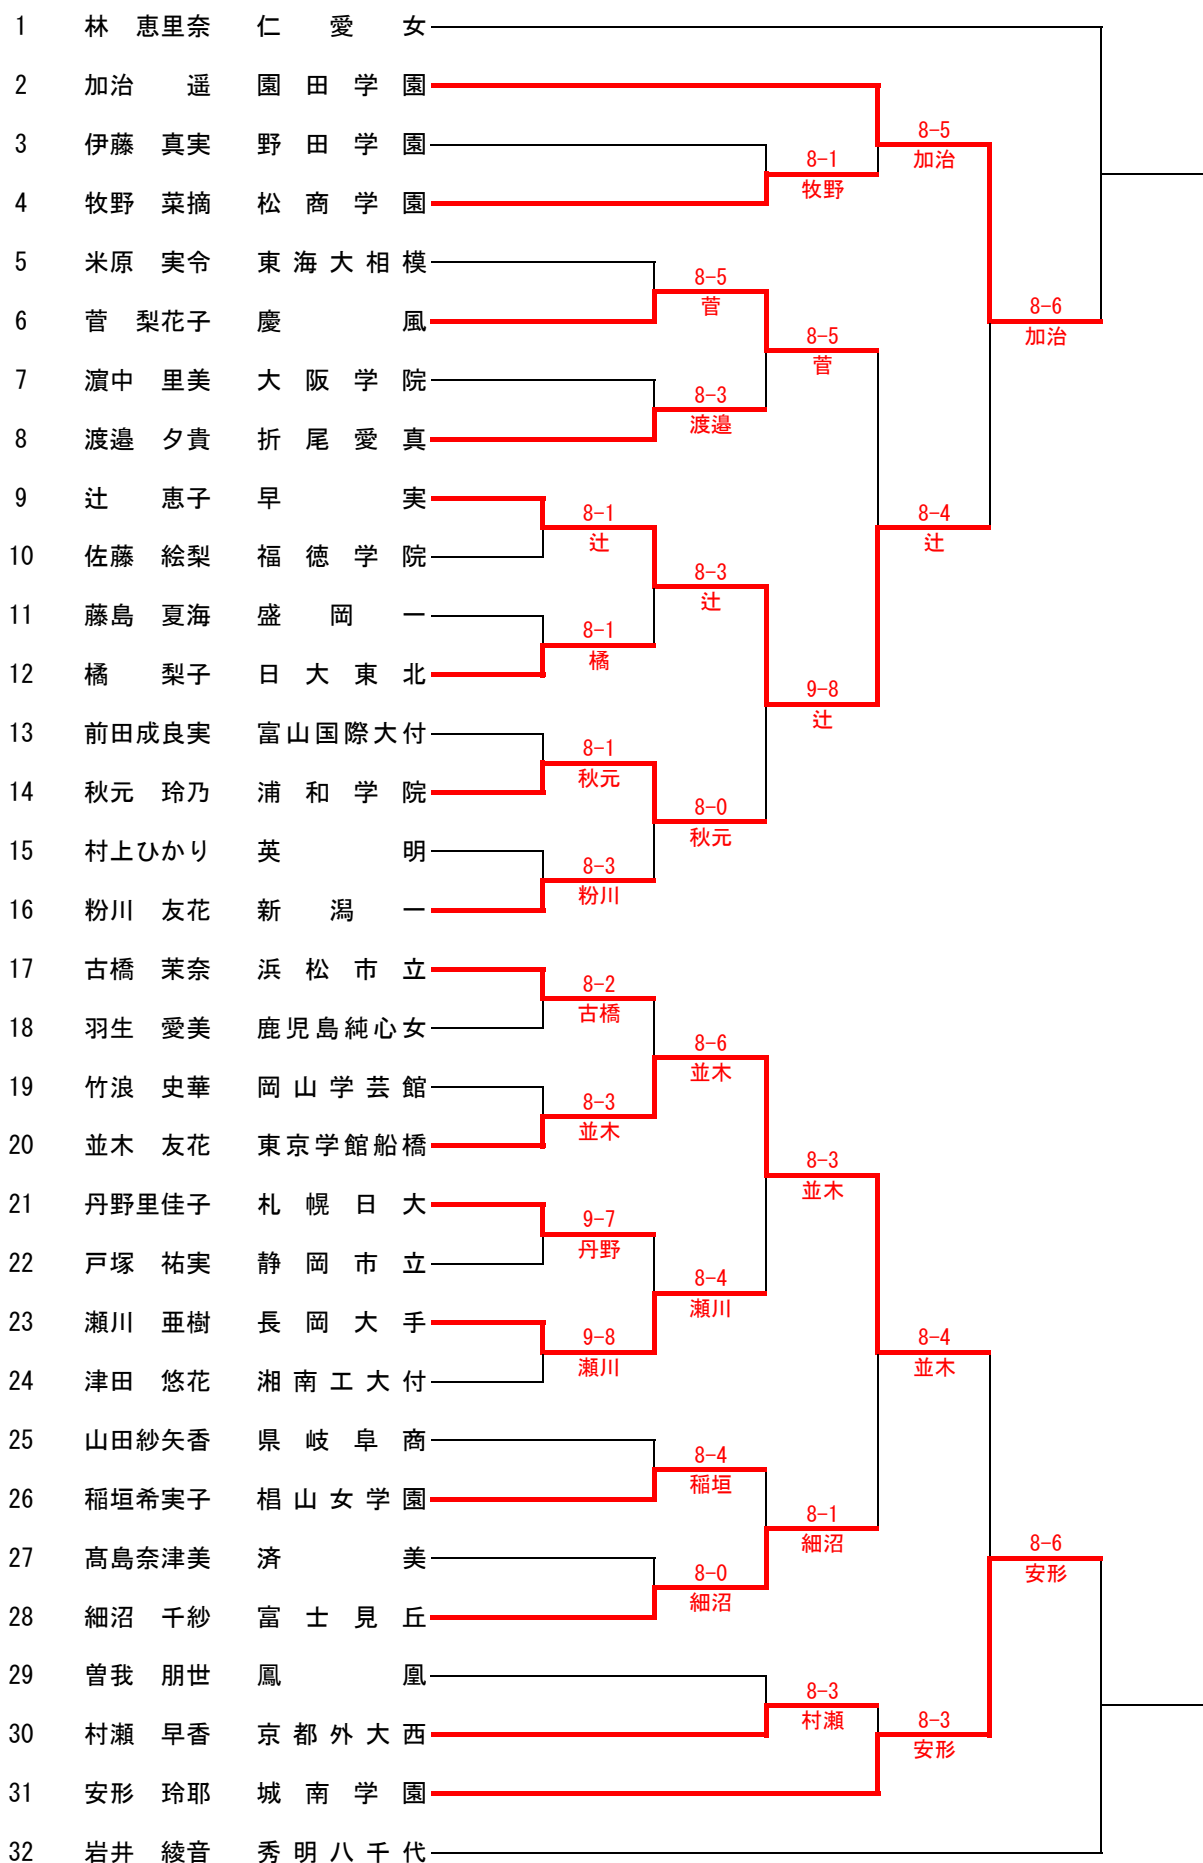 1 林 恵里奈 仁愛女
2 加治 遥 園田学園
8-5
3 伊藤 真実 野田学園
8-1 加治
牧野
4 牧野 菜摘 松商学園
5 米原 実令 東海大相模
8-5
菅
8-6
6 菅 梨花子 慶風
8-5 加治
菅
7 濵中 里美 大阪学院
8-3
渡邉
8 渡邉 夕貴 折尾愛真
9 辻 恵子 早実
8-1 8-4
辻 辻
10 佐藤 絵梨 福徳学院
8-3
辻
11 藤島 夏海 盛岡一
8-1
橘
12 橘 梨子 日大東北
9-8
辻
13 前田成良実 富山国際大付
8-1
秋元
14 秋元 玲乃 浦和学院
8-0
秋元
15 村上ひかり 英明
8-3
粉川
16 粉川 友花 新潟一
17 古橋 茉奈 浜松市立
8-2
古橋
18 羽生 愛美 鹿児島純心女
8-6
並木
19 竹浪 史華 岡山学芸館
8-3
並木
20 並木 友花 東京学館船橋
8-3
並木
21 丹野里佳子 札幌日大
9-7
丹野
22 戸塚 祐実 静岡市立
8-4
瀬川
23 瀬川 亜樹 長岡大手
9-8 8-4
瀬川 並木
24 津田 悠花 湘南工大付
25 山田紗矢香 県岐阜商
8-4
稲垣
26 稲垣希実子 椙山女学園
8-1
細沼
8-6
27 髙島奈津美 済美
8-0 安形
細沼
28 細沼 千紗 富士見丘
29 曽我 朋世 鳳凰
8-3
村瀬
8-3
30 村瀬 早香 京都外大西
安形
31 安形 玲耶 城南学園
32 岩井 綾音 秀明八千代